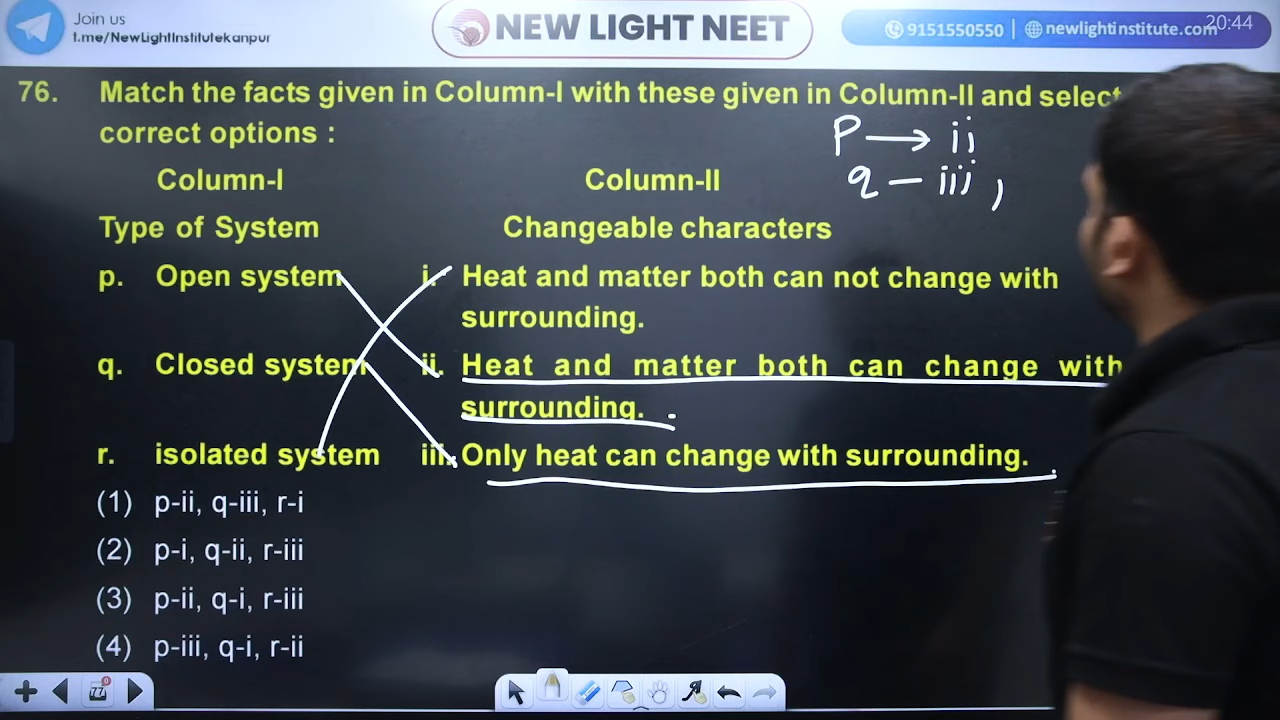 Join us
t.me/NewLightInstitutekanpur
NEW LIGHT NEET
9151550550 | newlightinstitute.com
20:44
76. Match the facts given in Column-I with these given in Column-II and select
correct options :
P → ii
q – iii ,
Column-I Column-II
Type of System Changeable characters
p. Open system i. Heat and matter both can not change with
surrounding.
q. Closed system ii. Heat and matter both can change with
surrounding.
r. isolated system iii. Only heat can change with surrounding.
(1) p-ii, q-iii, r-i
(2) p-i, q-ii, r-iii
(3) p-ii, q-i, r-iii
(4) p-iii, q-i, r-ii
77
0